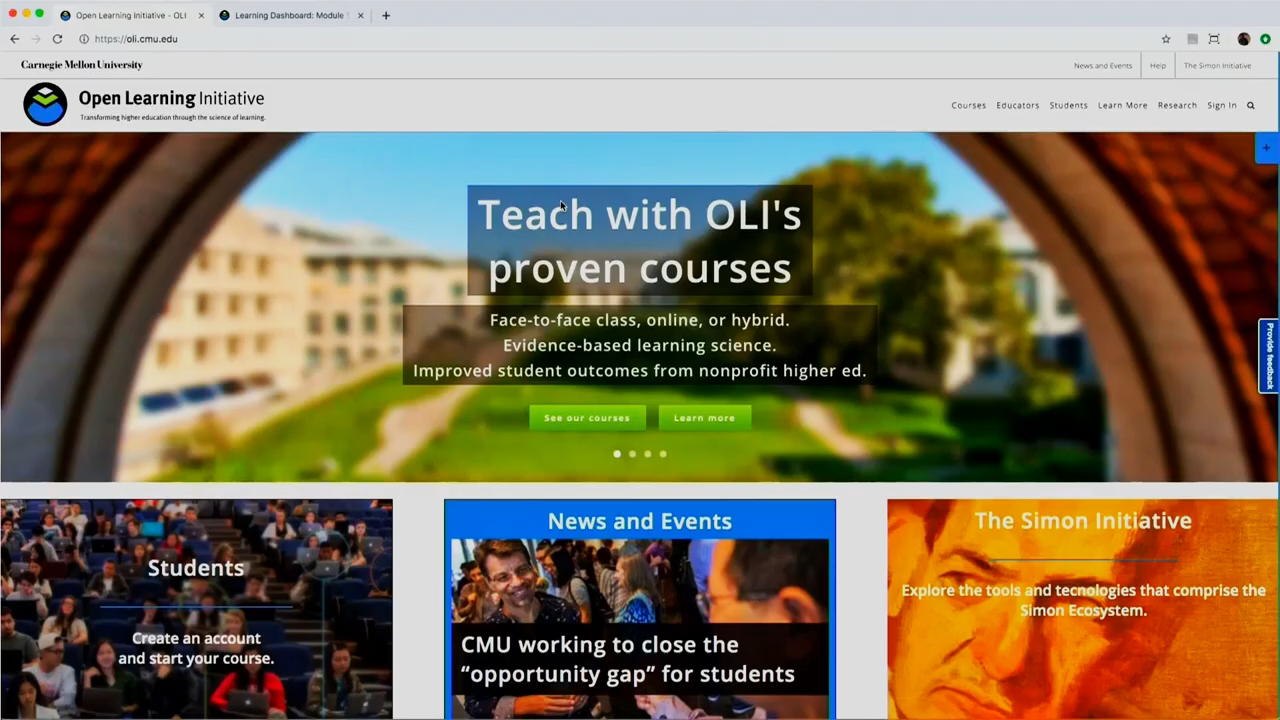 Open Learning Initiative - OLI
Learning Dashboard: Module
https://oli.cmu.edu
Carnegie Mellon University
News and Events
Help
The Simon Initiative
Open Learning Initiative
Transforming higher education through the science of learning.
Courses
Educators
Students
Learn More
Research
Sign In
Teach with OLI's
proven courses
Face-to-face class, online, or hybrid.
Evidence-based learning science.
Improved student outcomes from nonprofit higher ed.
See our courses
Learn more
Provide feedback
Students
Create an account
and start your course.
News and Events
CMU working to close the
“opportunity gap” for students
The Simon Initiative
Explore the tools and tecnologies that comprise the
Simon Ecosystem.